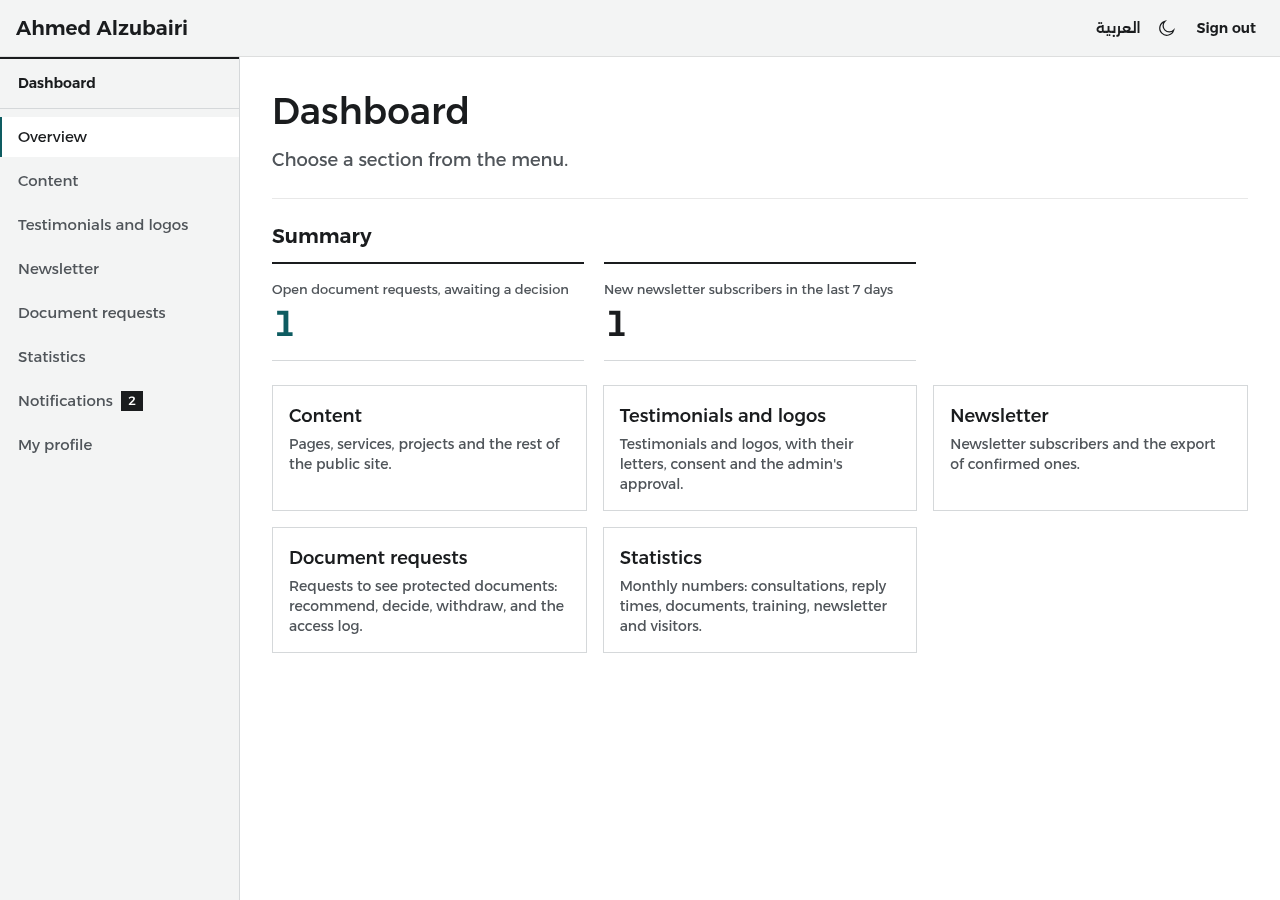 Ahmed Alzubairi
العربية
Sign out
Dashboard
Overview
Content
Testimonials and logos
Newsletter
Document requests
Statistics
Notifications 2
My profile
Dashboard
Choose a section from the menu.
Summary
Open document requests, awaiting a decision
1
New newsletter subscribers in the last 7 days
1
Content
Pages, services, projects and the rest of
the public site.
Testimonials and logos
Testimonials and logos, with their
letters, consent and the admin's
approval.
Newsletter
Newsletter subscribers and the export
of confirmed ones.
Document requests
Requests to see protected documents:
recommend, decide, withdraw, and the
access log.
Statistics
Monthly numbers: consultations, reply
times, documents, training, newsletter
and visitors.